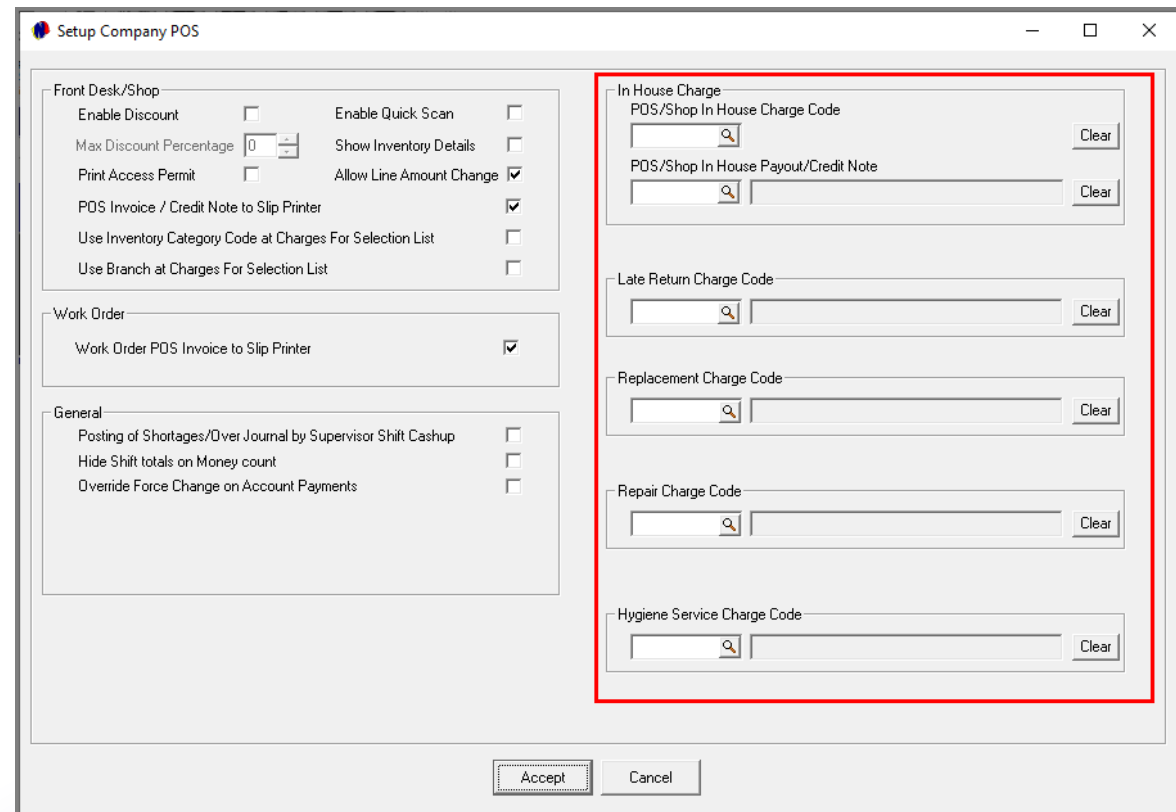 Setup Company POS
Front Desk/Shop
Enable Discount
Enable Quick Scan
Max Discount Percentage 0
Show Inventory Details
Print Access Permit
Allow Line Amount Change
POS Invoice / Credit Note to Slip Printer
Use Inventory Category Code at Charges For Selection List
Use Branch at Charges For Selection List
Work Order
Work Order POS Invoice to Slip Printer
General
Posting of Shortages/Over Journal by Supervisor Shift Cashup
Hide Shift totals on Money count
Override Force Change on Account Payments
In House Charge
POS/Shop In House Charge Code
Clear
POS/Shop In House Payout/Credit Note
Clear
Late Return Charge Code
Clear
Replacement Charge Code
Clear
Repair Charge Code
Clear
Hygiene Service Charge Code
Clear
Accept
Cancel